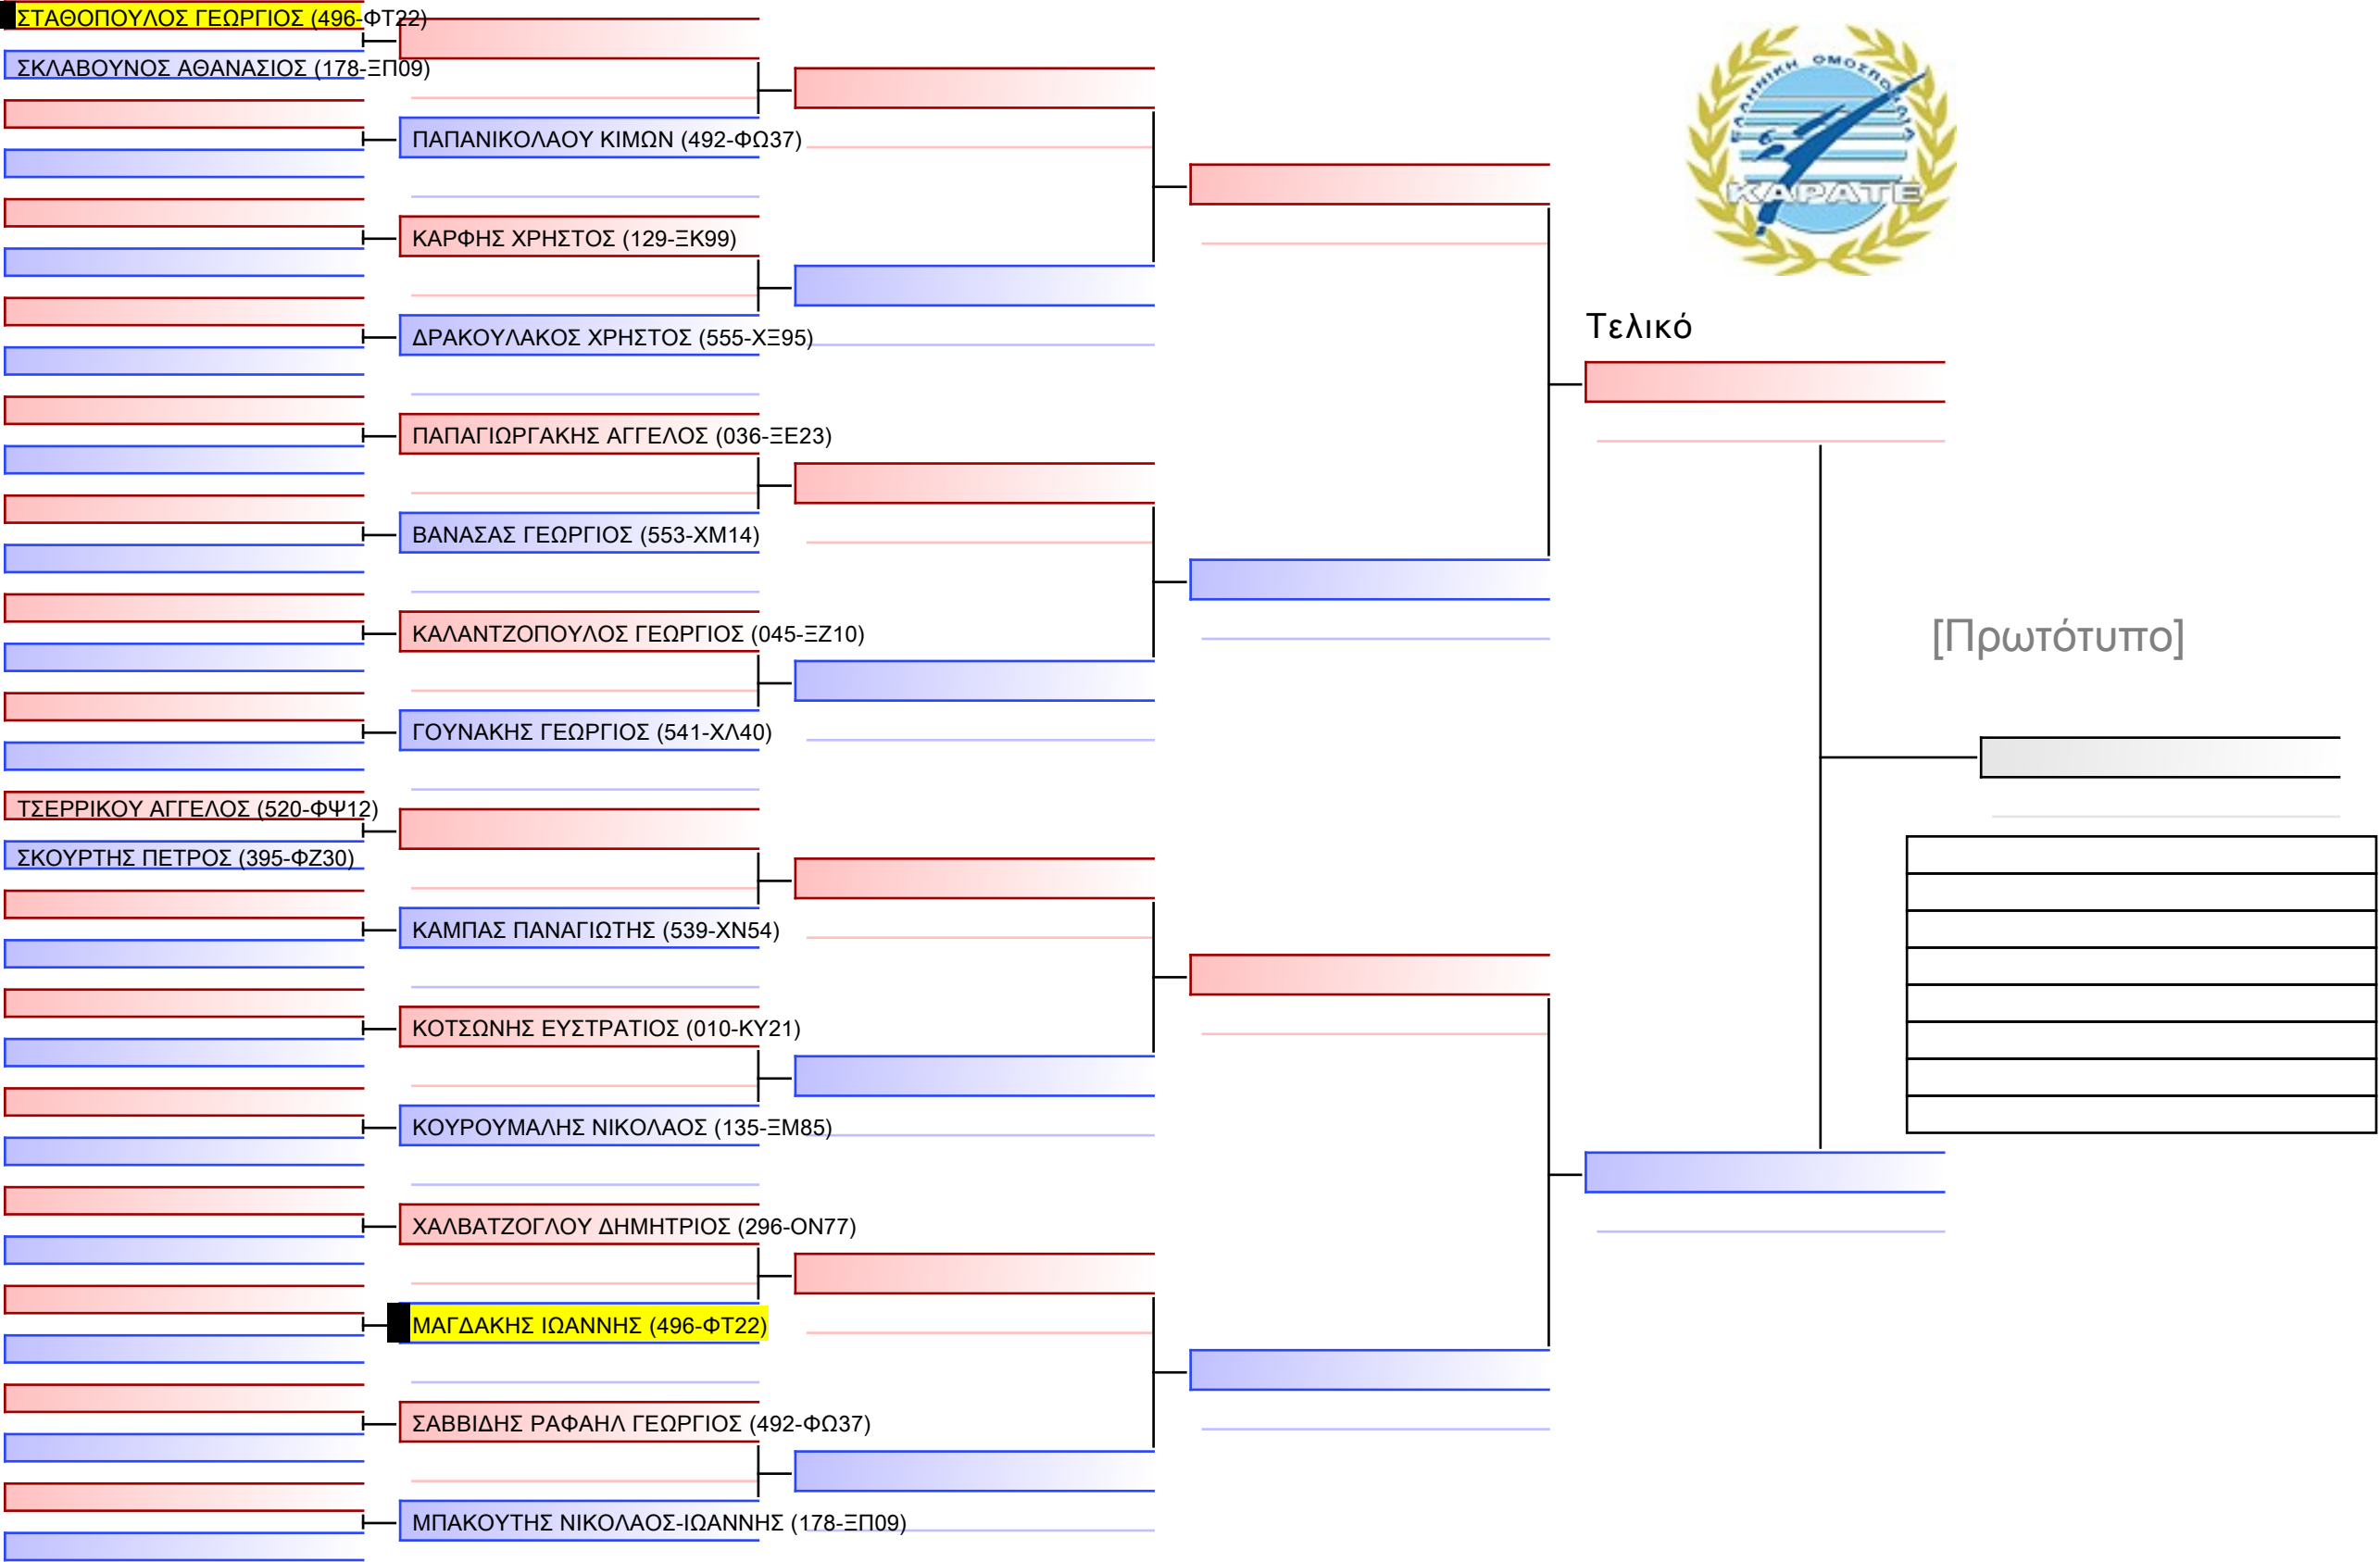 ΣΤΑΘΟΠΟΥΛΟΣ ΓΕΩΡΓΙΟΣ (496-ΦΤ22)
ΣΚΛΑΒΟΥΝΟΣ ΑΘΑΝΑΣΙΟΣ (178-ΞΠ09)
ΠΑΠΑΝΙΚΟΛΑΟΥ ΚΙΜΩΝ (492-ΦΩ37)
ΚΑΡΦΗΣ ΧΡΗΣΤΟΣ (129-ΞΚ99)
ΔΡΑΚΟΥΛΑΚΟΣ ΧΡΗΣΤΟΣ (555-ΧΞ95)
ΠΑΠΑΓΙΩΡΓΑΚΗΣ ΑΓΓΕΛΟΣ (036-ΞΕ23)
ΒΑΝΑΣΑΣ ΓΕΩΡΓΙΟΣ (553-ΧΜ14)
ΚΑΛΑΝΤΖΟΠΟΥΛΟΣ ΓΕΩΡΓΙΟΣ (045-ΞΖ10)
ΓΟΥΝΑΚΗΣ ΓΕΩΡΓΙΟΣ (541-ΧΛ40)
ΤΣΕΡΡΙΚΟΥ ΑΓΓΕΛΟΣ (520-ΦΨ12)
ΣΚΟΥΡΤΗΣ ΠΕΤΡΟΣ (395-ΦΖ30)
ΚΑΜΠΑΣ ΠΑΝΑΓΙΩΤΗΣ (539-ΧΝ54)
ΚΟΤΣΩΝΗΣ ΕΥΣΤΡΑΤΙΟΣ (010-ΚΥ21)
ΚΟΥΡΟΥΜΑΛΗΣ ΝΙΚΟΛΑΟΣ (135-ΞΜ85)
ΧΑΛΒΑΤΖΟΓΛΟΥ ΔΗΜΗΤΡΙΟΣ (296-ΟΝ77)
ΜΑΓΔΑΚΗΣ ΙΩΑΝΝΗΣ (496-ΦΤ22)
ΣΑΒΒΙΔΗΣ ΡΑΦΑΗΛ ΓΕΩΡΓΙΟΣ (492-ΦΩ37)
ΜΠΑΚΟΥΤΗΣ ΝΙΚΟΛΑΟΣ-ΙΩΑΝΝΗΣ (178-ΞΠ09)
ΕΛΛΗΝΙΚΗ ΟΜΟΣΠΟΝΔΙΑ
ΚΑΡΑΤΕ
Τελικό
[Πρωτότυπο]